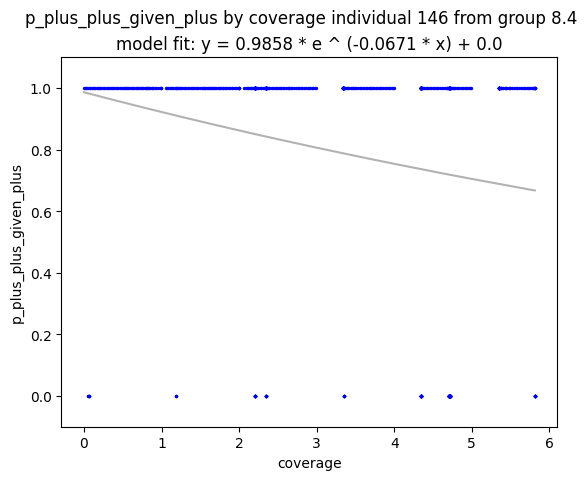 p_plus_plus_given_plus by coverage individual 146 from group 8.4
model fit: y = 0.9858 * e ^ (-0.0671 * x) + 0.0
1.0
0.8
0.6
0.4
0.2
0.0
p_plus_plus_given_plus
0 1 2 3 4 5 6
coverage